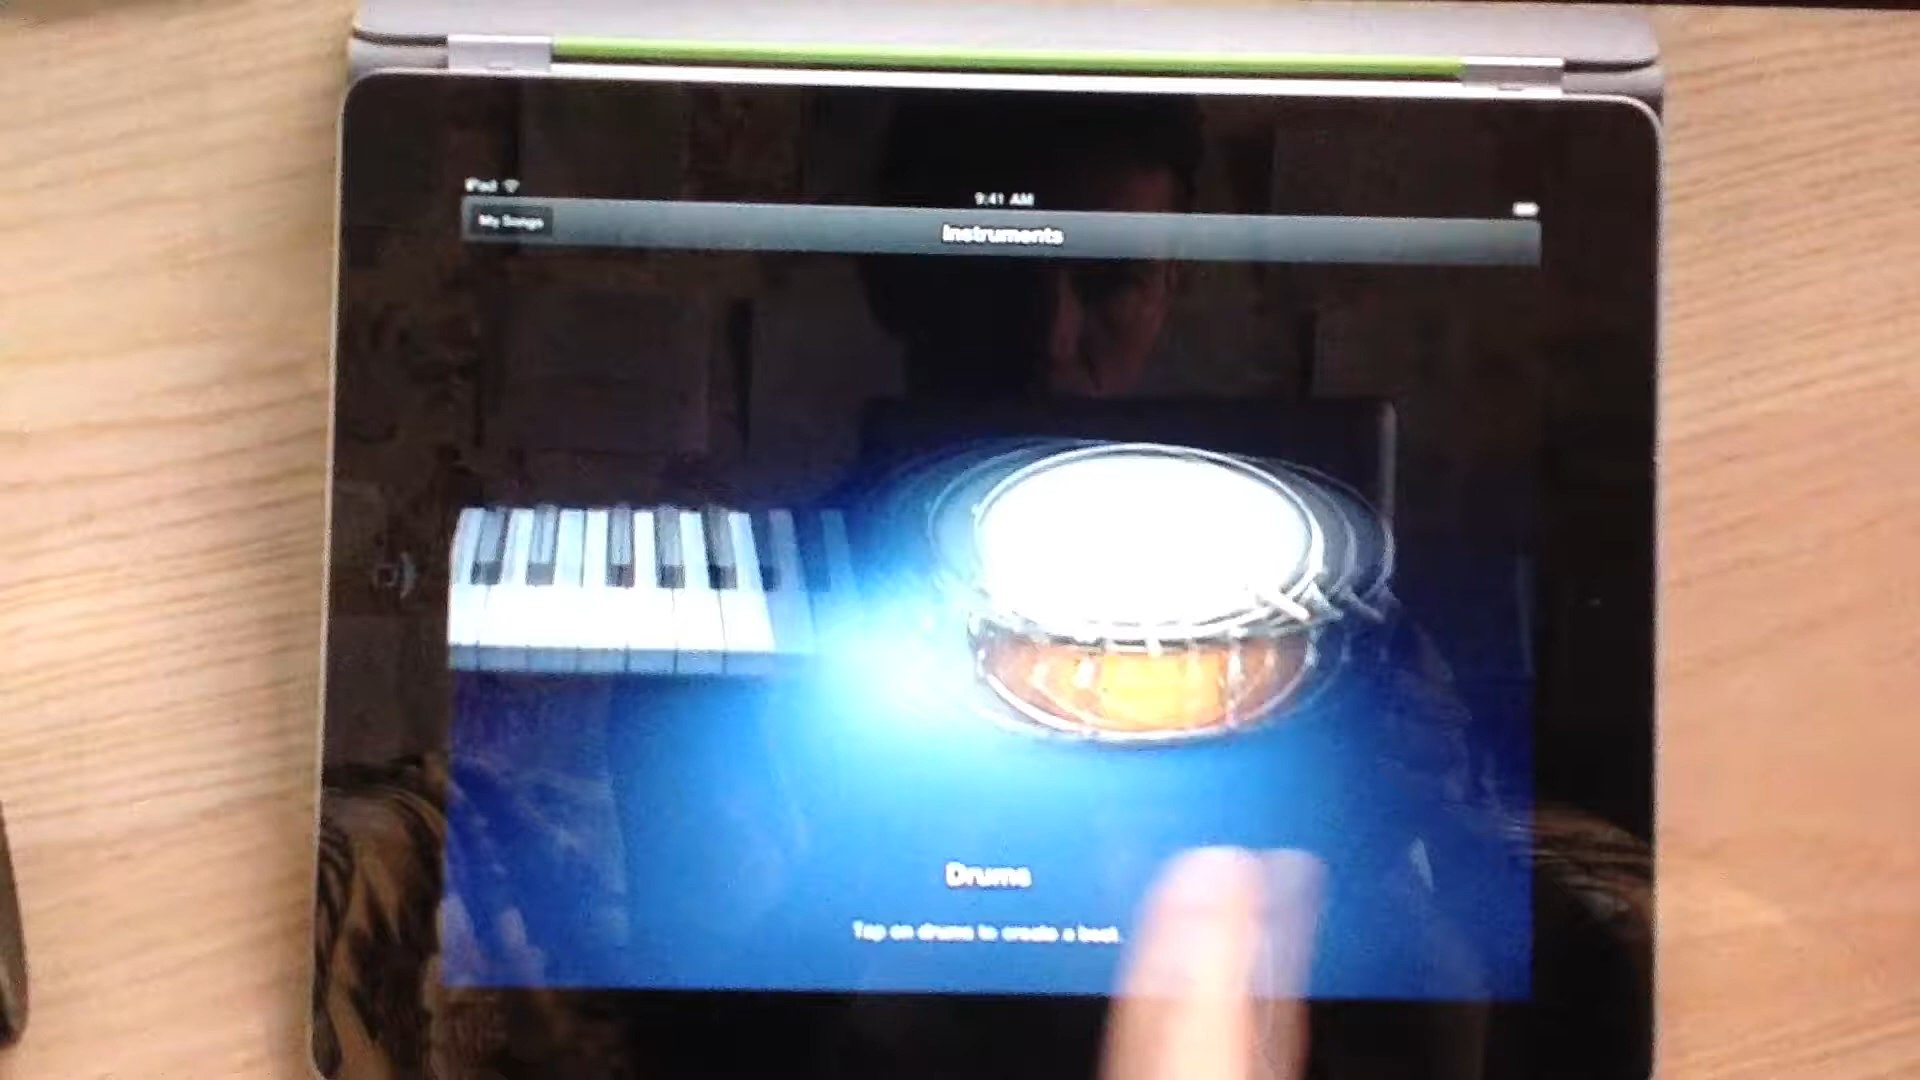 iPad
9:41 AM
My Songs
Instruments
Drums
Tap on drums to create a beat.